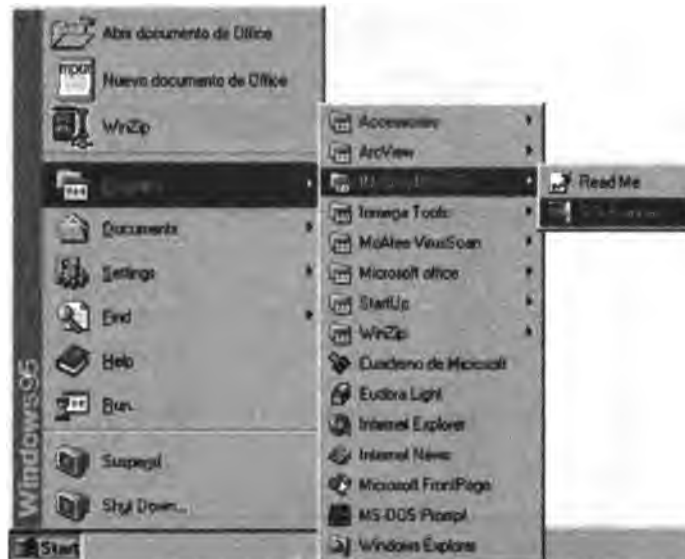 Abrir documento de Office
Nuevo documento de Office
WinZip
Documents
Settings
Find
Help
Run...
Suspend
Shut Down...
Windows95
Start
Accessories
ArcView
Iomega Tools
McAfee VirusScan
Microsoft office
StartUp
WinZip
Cuaderno de Microsoft
Eudora Light
Internet Explorer
Internet News
Microsoft FrontPage
MS-DOS Prompt
Windows Explorer
Read Me